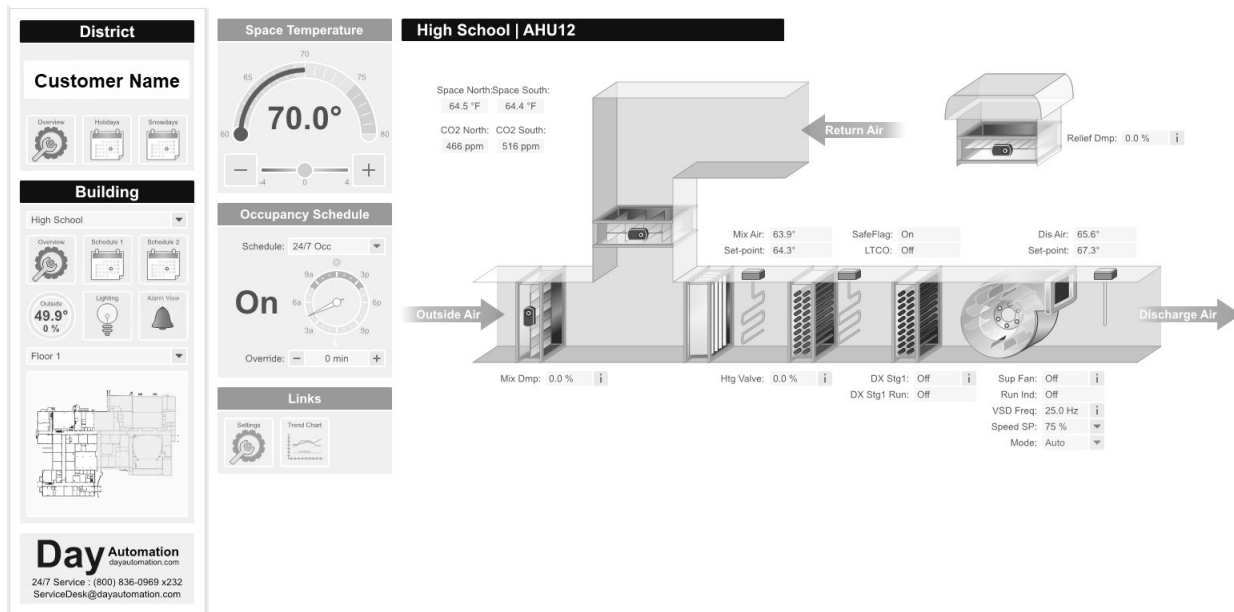 District
Customer Name
Overview
Holidays
Snowdays
Building
High School
Overview
Schedule 1
Schedule 2
Outside
49.9°
0 %
Lighting
Alarm View
Floor 1
Day Automation
dayautomation.com
24/7 Service : (800) 836-0969 x232
ServiceDesk@dayautomation.com
Space Temperature
60
65
70
75
80
70.0°
−
-4
0
4
+
Occupancy Schedule
Schedule: 24/7 Occ
On
9a
3p
6a
6p
3a
9p
Override: − 0 min +
Links
Settings
Trend Chart
High School | AHU12
Space North: Space South:
64.5 °F 64.4 °F
CO2 North: CO2 South:
466 ppm 516 ppm
Return Air
Relief Dmp: 0.0 % i
Mix Air: 63.9°
Set-point: 64.3°
SafeFlag: On
LTCO: Off
Dis Air: 65.6°
Set-point: 67.3°
Outside Air
Discharge Air
Mix Dmp: 0.0 % i
Htg Valve: 0.0 % i
DX Stg1: Off i
DX Stg1 Run: Off
Sup Fan: Off i
Run Ind: Off
VSD Freq: 25.0 Hz i
Speed SP: 75 %
Mode: Auto